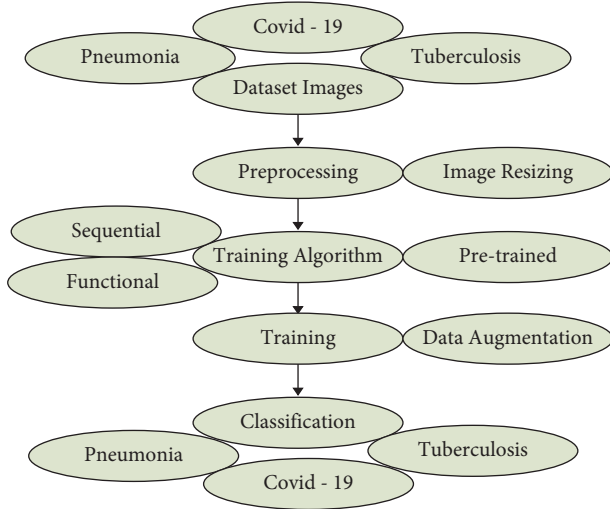 Covid - 19
Pneumonia
Tuberculosis
Dataset Images
Preprocessing
Image Resizing
Sequential
Training Algorithm
Pre-trained
Functional
Training
Data Augmentation
Classification
Pneumonia
Tuberculosis
Covid - 19